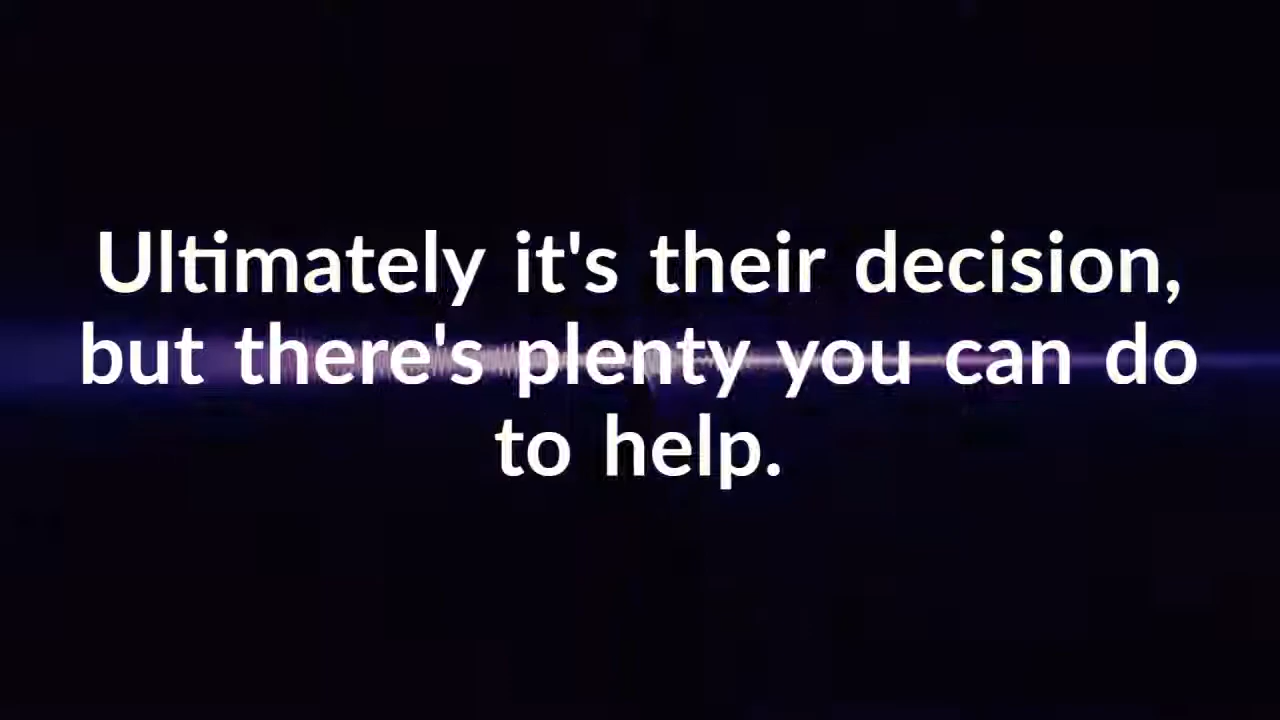 Ultimately it's their decision,
but there's plenty you can do
to help.